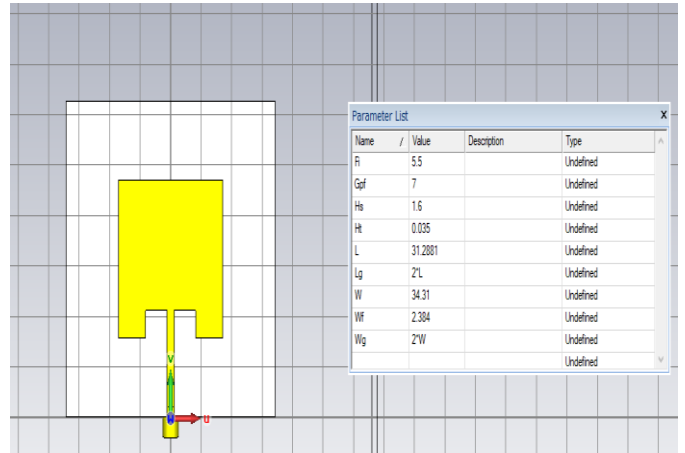 Parameter List x
Name / Value Description Type
Fi 5.5 Undefined
Gpf 7 Undefined
Hs 1.6 Undefined
Ht 0.035 Undefined
L 31.2881 Undefined
Lg 2*L Undefined
W 34.31 Undefined
Wf 2.384 Undefined
Wg 2*W Undefined
Undefined
v
u